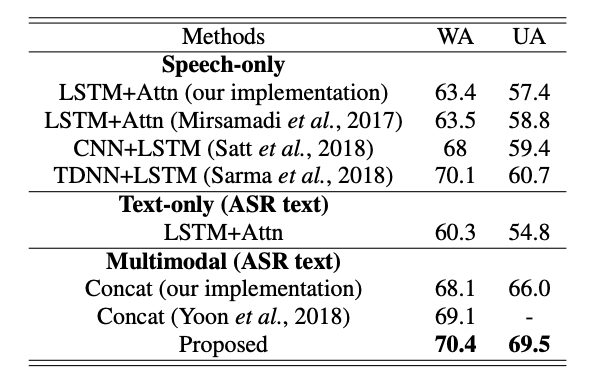 Methods WA UA
Speech-only
LSTM+Attn (our implementation) 63.4 57.4
LSTM+Attn (Mirsamadi et al., 2017) 63.5 58.8
CNN+LSTM (Satt et al., 2018) 68 59.4
TDNN+LSTM (Sarma et al., 2018) 70.1 60.7
Text-only (ASR text)
LSTM+Attn 60.3 54.8
Multimodal (ASR text)
Concat (our implementation) 68.1 66.0
Concat (Yoon et al., 2018) 69.1 -
Proposed 70.4 69.5